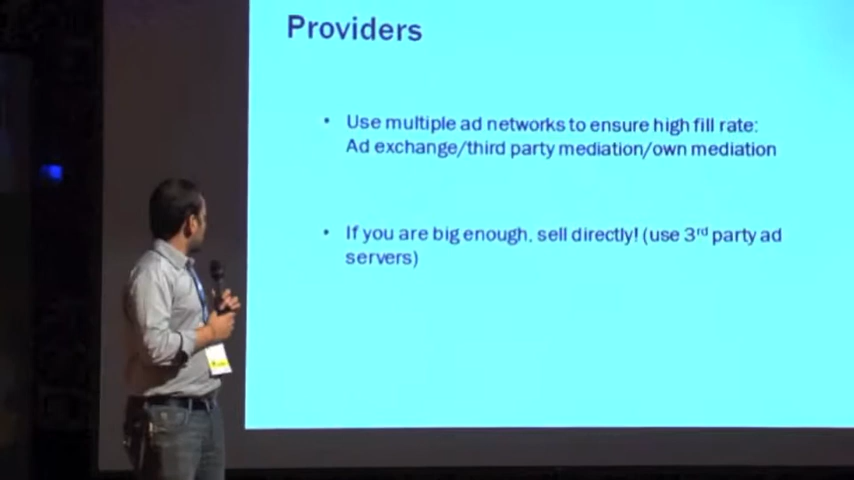 Providers
• Use multiple ad networks to ensure high fill rate:
Ad exchange/third party mediation/own mediation
• If you are big enough, sell directly! (use 3rd party ad
servers)